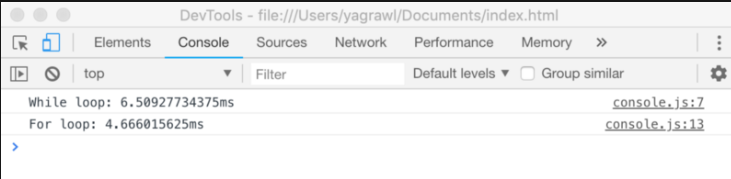 DevTools - file:///Users/yagrawl/Documents/index.html
Elements Console Sources Network Performance Memory »
top ▼ Filter Default levels ▼ Group similar
While loop: 6.50927734375ms console.js:7
For loop: 4.666015625ms console.js:13
>